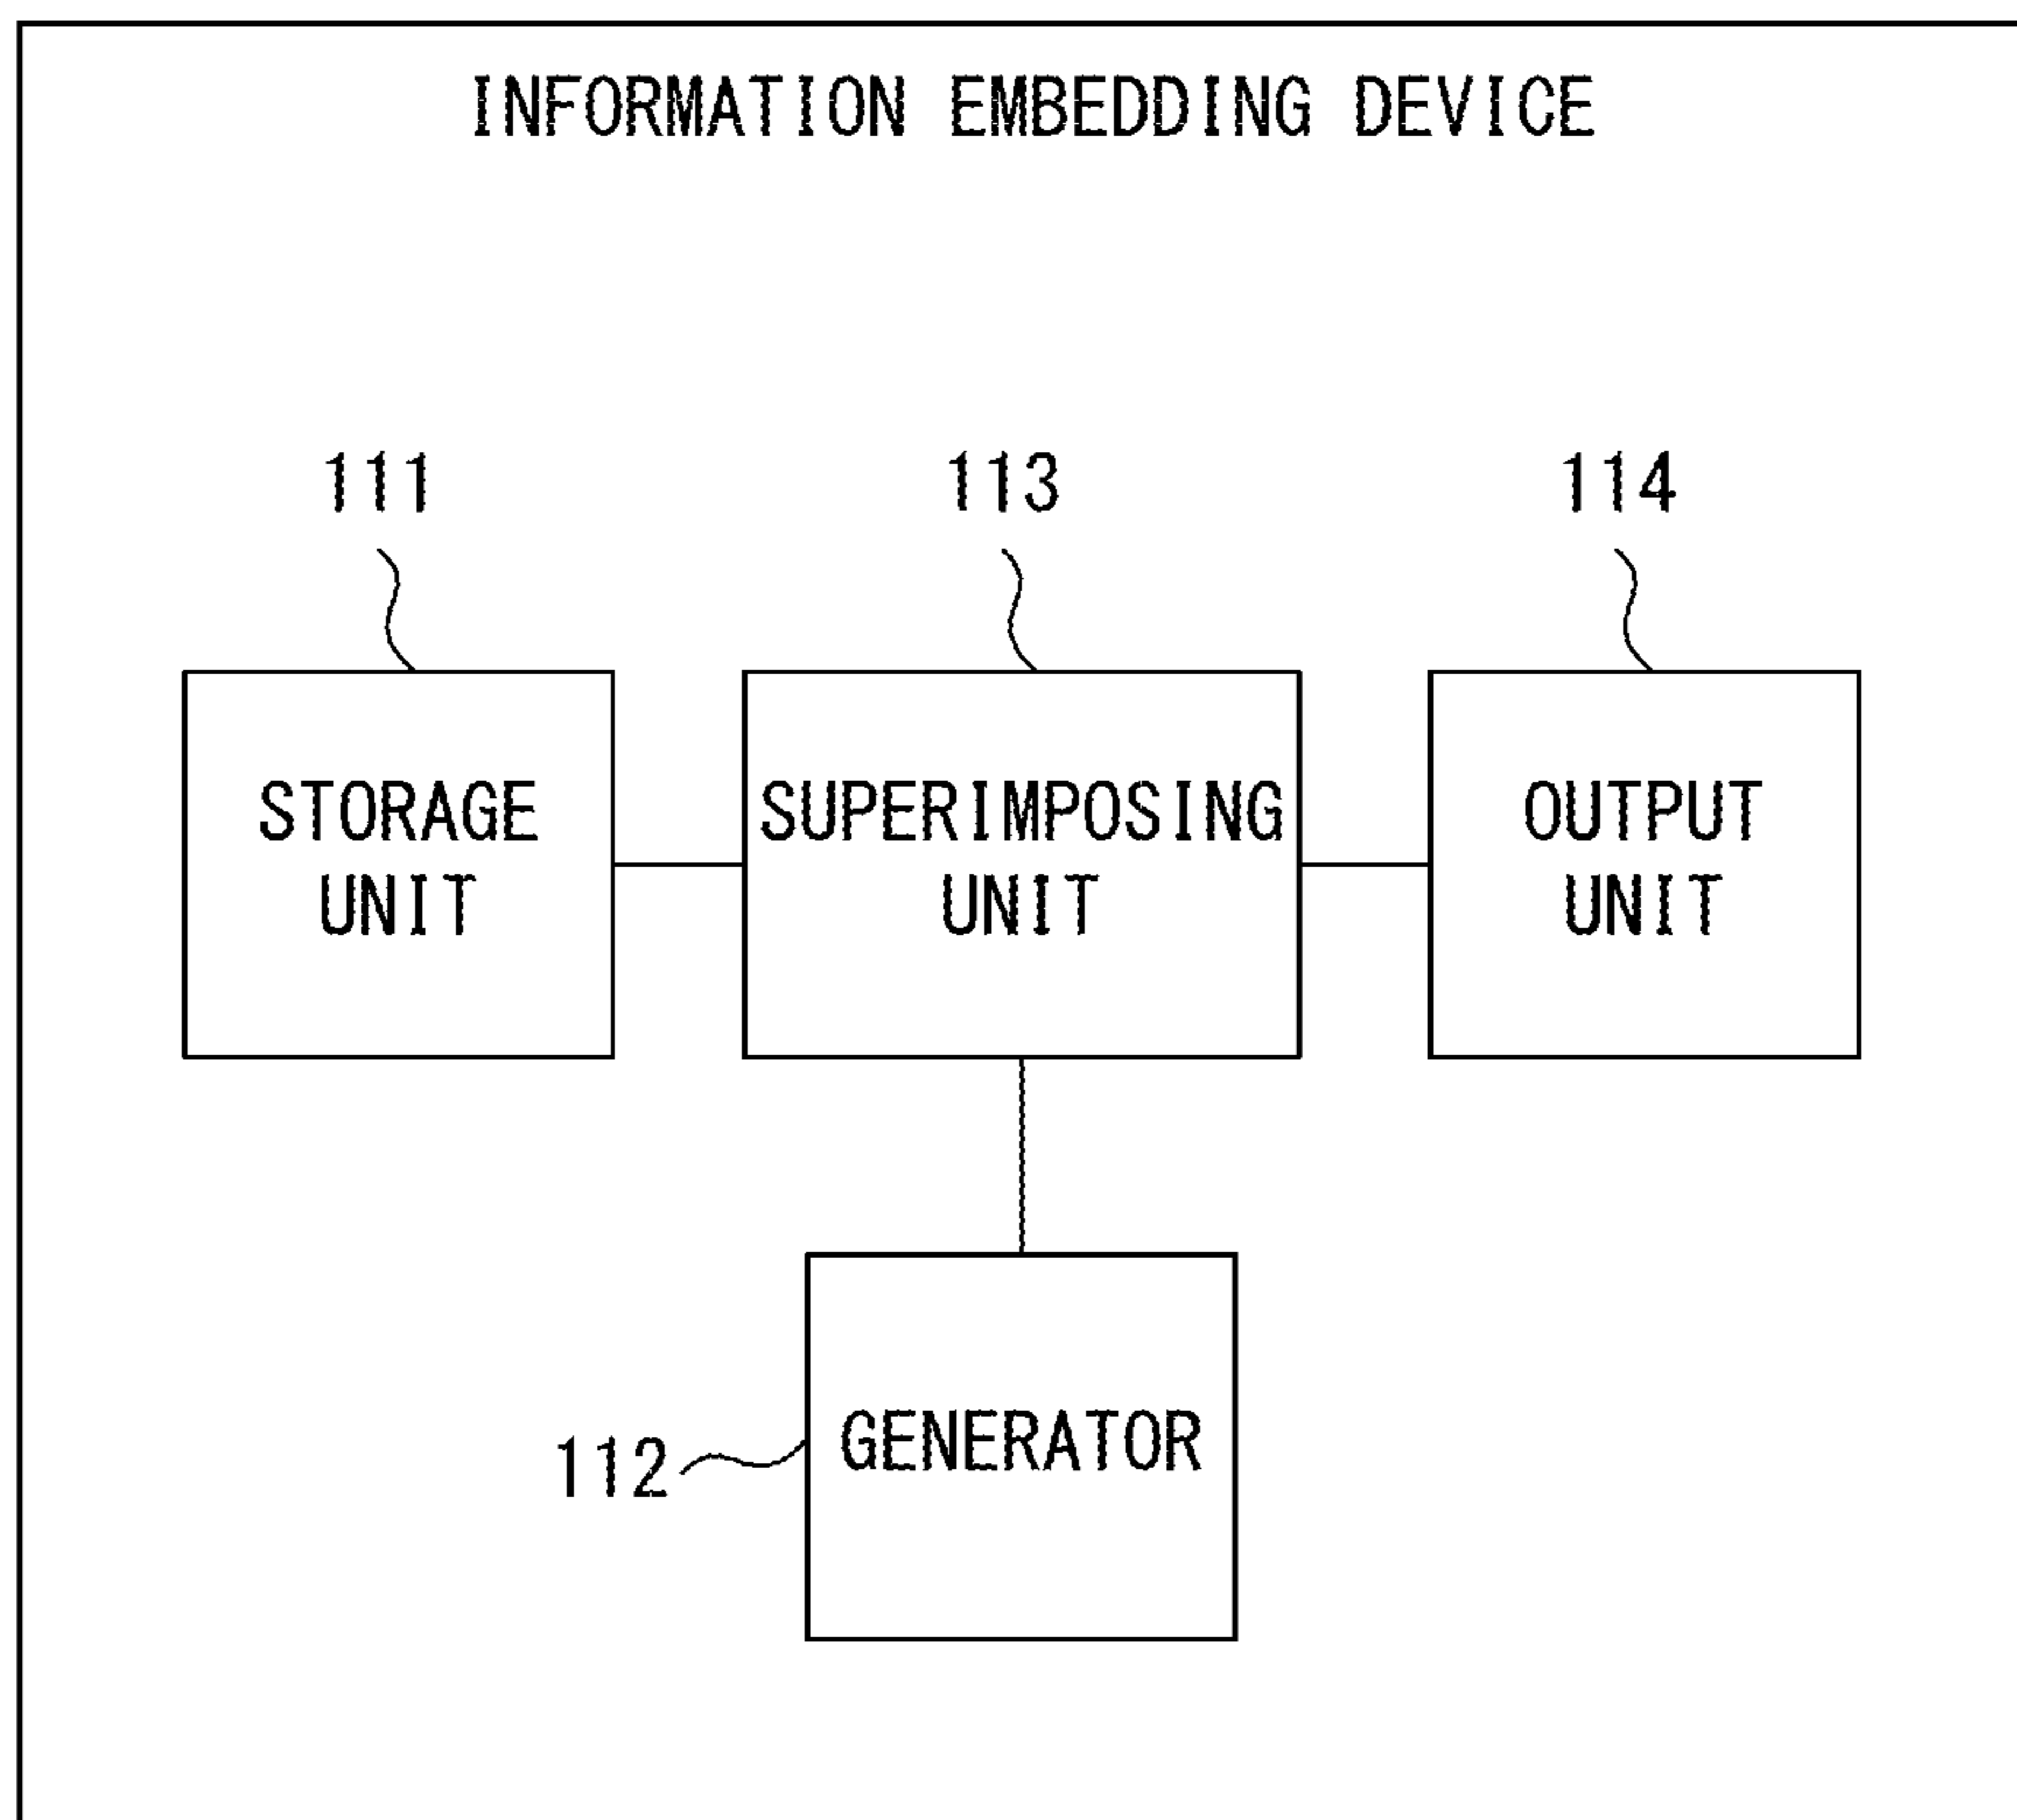 INFORMATION EMBEDDING DEVICE
111
113
114
STORAGE
UNIT
SUPERIMPOSING
UNIT
OUTPUT
UNIT
112
GENERATOR